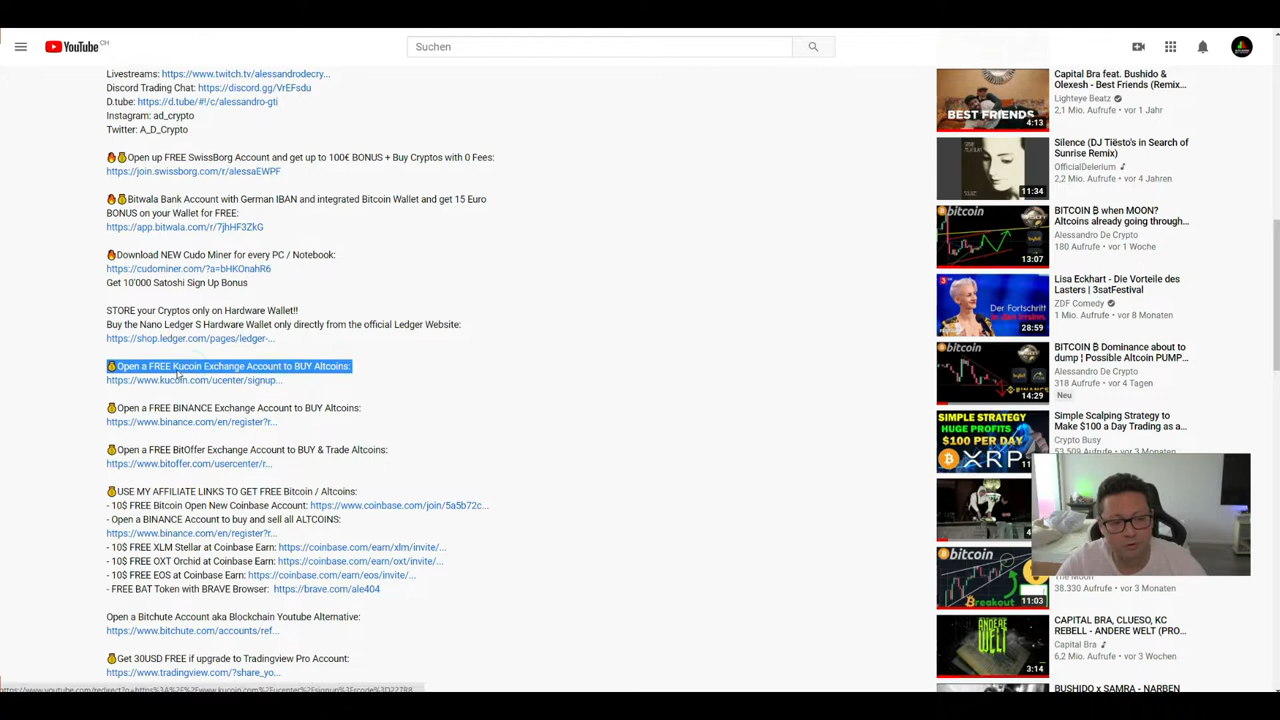 YouTube CH
Suchen
Livestreams: https://www.twitch.tv/alessandrodecry...
Discord Trading Chat: https://discord.gg/VrEFsdu
D.tube: https://d.tube/#!/c/alessandro-gti
Instagram: ad_crypto
Twitter: A_D_Crypto
🔥💰Open up FREE SwissBorg Account and get up to 100€ BONUS + Buy Cryptos with 0 Fees:
https://join.swissborg.com/r/alessaEWPF
🔥💰Bitwala Bank Account with German IBAN and integrated Bitcoin Wallet and get 15 Euro
BONUS on your Wallet for FREE:
https://app.bitwala.com/r/7jhHF3ZkG
🔥Download NEW Cudo Miner for every PC / Notebook:
https://cudominer.com/?a=bHKOnahR6
Get 10'000 Satoshi Sign Up Bonus
STORE your Cryptos only on Hardware Wallet!!
Buy the Nano Ledger S Hardware Wallet only directly from the official Ledger Website:
https://shop.ledger.com/pages/ledger-...
💰Open a FREE Kucoin Exchange Account to BUY Altcoins:
https://www.kucoin.com/ucenter/signup...
💰Open a FREE BINANCE Exchange Account to BUY Altcoins:
https://www.binance.com/en/register?r...
💰Open a FREE BitOffer Exchange Account to BUY & Trade Altcoins:
https://www.bitoffer.com/usercenter/r...
💰USE MY AFFILIATE LINKS TO GET FREE Bitcoin / Altcoins:
- 10$ FREE Bitcoin Open New Coinbase Account: https://www.coinbase.com/join/5a5b72c...
- Open a BINANCE Account to buy and sell all ALTCOINS:
https://www.binance.com/en/register?r...
- 10$ FREE XLM Stellar at Coinbase Earn: https://coinbase.com/earn/xlm/invite/...
- 10$ FREE OXT Orchid at Coinbase Earn: https://coinbase.com/earn/oxt/invite/...
- 10$ FREE EOS at Coinbase Earn: https://coinbase.com/earn/eos/invite/...
- FREE BAT Token with BRAVE Browser: https://brave.com/ale404
Open a Bitchute Account aka Blockchain Youtube Alternative:
https://www.bitchute.com/accounts/ref...
💰Get 30USD FREE if upgrade to Tradingview Pro Account:
https://www.tradingview.com/?share_yo...
BEST FRIENDS
4:13
Capital Bra feat. Bushido &
Olexesh - Best Friends (Remix...
Lighteye Beatz
2,1 Mio. Aufrufe • vor 1 Jahr
11:34
Silence (DJ Tiësto's in Search of
Sunrise Remix)
OfficialDelerium
2,2 Mio. Aufrufe • vor 4 Jahren
bitcoin
13:07
BITCOIN ₿ when MOON?
Altcoins already going through...
Alessandro De Crypto
180 Aufrufe • vor 1 Woche
Der Fortschritt
in den Irrsinn.
28:59
Lisa Eckhart - Die Vorteile des
Lasters | 3satFestival
ZDF Comedy
1 Mio. Aufrufe • vor 8 Monaten
bitcoin
BINANCE
14:29
BITCOIN ₿ Dominance about to
dump ¦ Possible Altcoin PUMP...
Alessandro De Crypto
318 Aufrufe • vor 4 Tagen
Neu
SIMPLE STRATEGY
HUGE PROFITS
$100 PER DAY
XRP
Simple Scalping Strategy to
Make $100 a Day Trading as a...
Crypto Busy
53.509 Aufrufe • vor 3 Monaten
bitcoin
Breakout
11:03
The Moon
38.330 Aufrufe • vor 3 Monaten
ANDERE
WELT
3:14
CAPITAL BRA, CLUESO, KC
REBELL - ANDERE WELT (PRO...
Capital Bra
6,2 Mio. Aufrufe • vor 3 Wochen
BUSHIDO x SAMRA - NARBEN